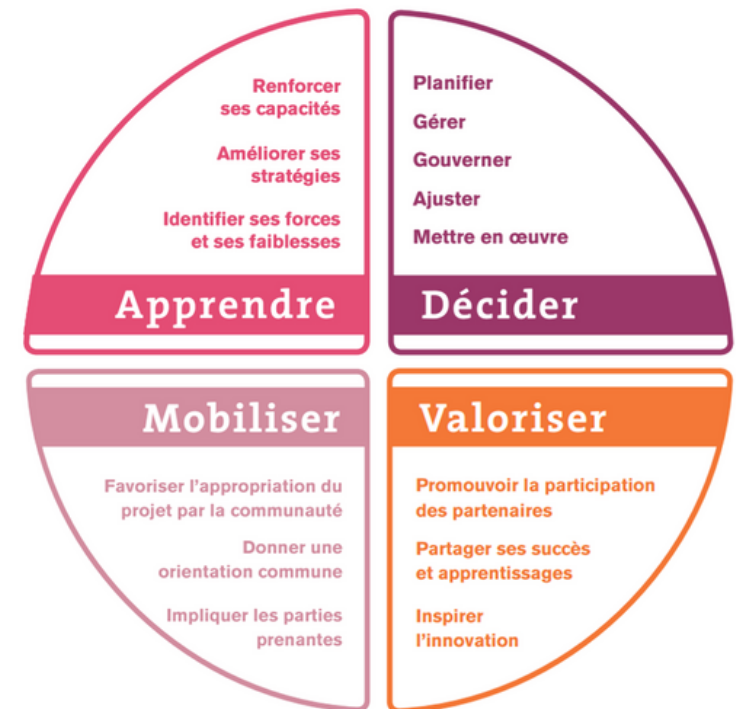 Renforcer
ses capacités
Améliorer ses
stratégies
Identifier ses forces
et ses faiblesses
Apprendre
Planifier
Gérer
Gouverner
Ajuster
Mettre en œuvre
Décider
Mobiliser
Favoriser l’appropriation du
projet par la communauté
Donner une
orientation commune
Impliquer les parties
prenantes
Valoriser
Promouvoir la participation
des partenaires
Partager ses succès
et apprentissages
Inspirer
l’innovation